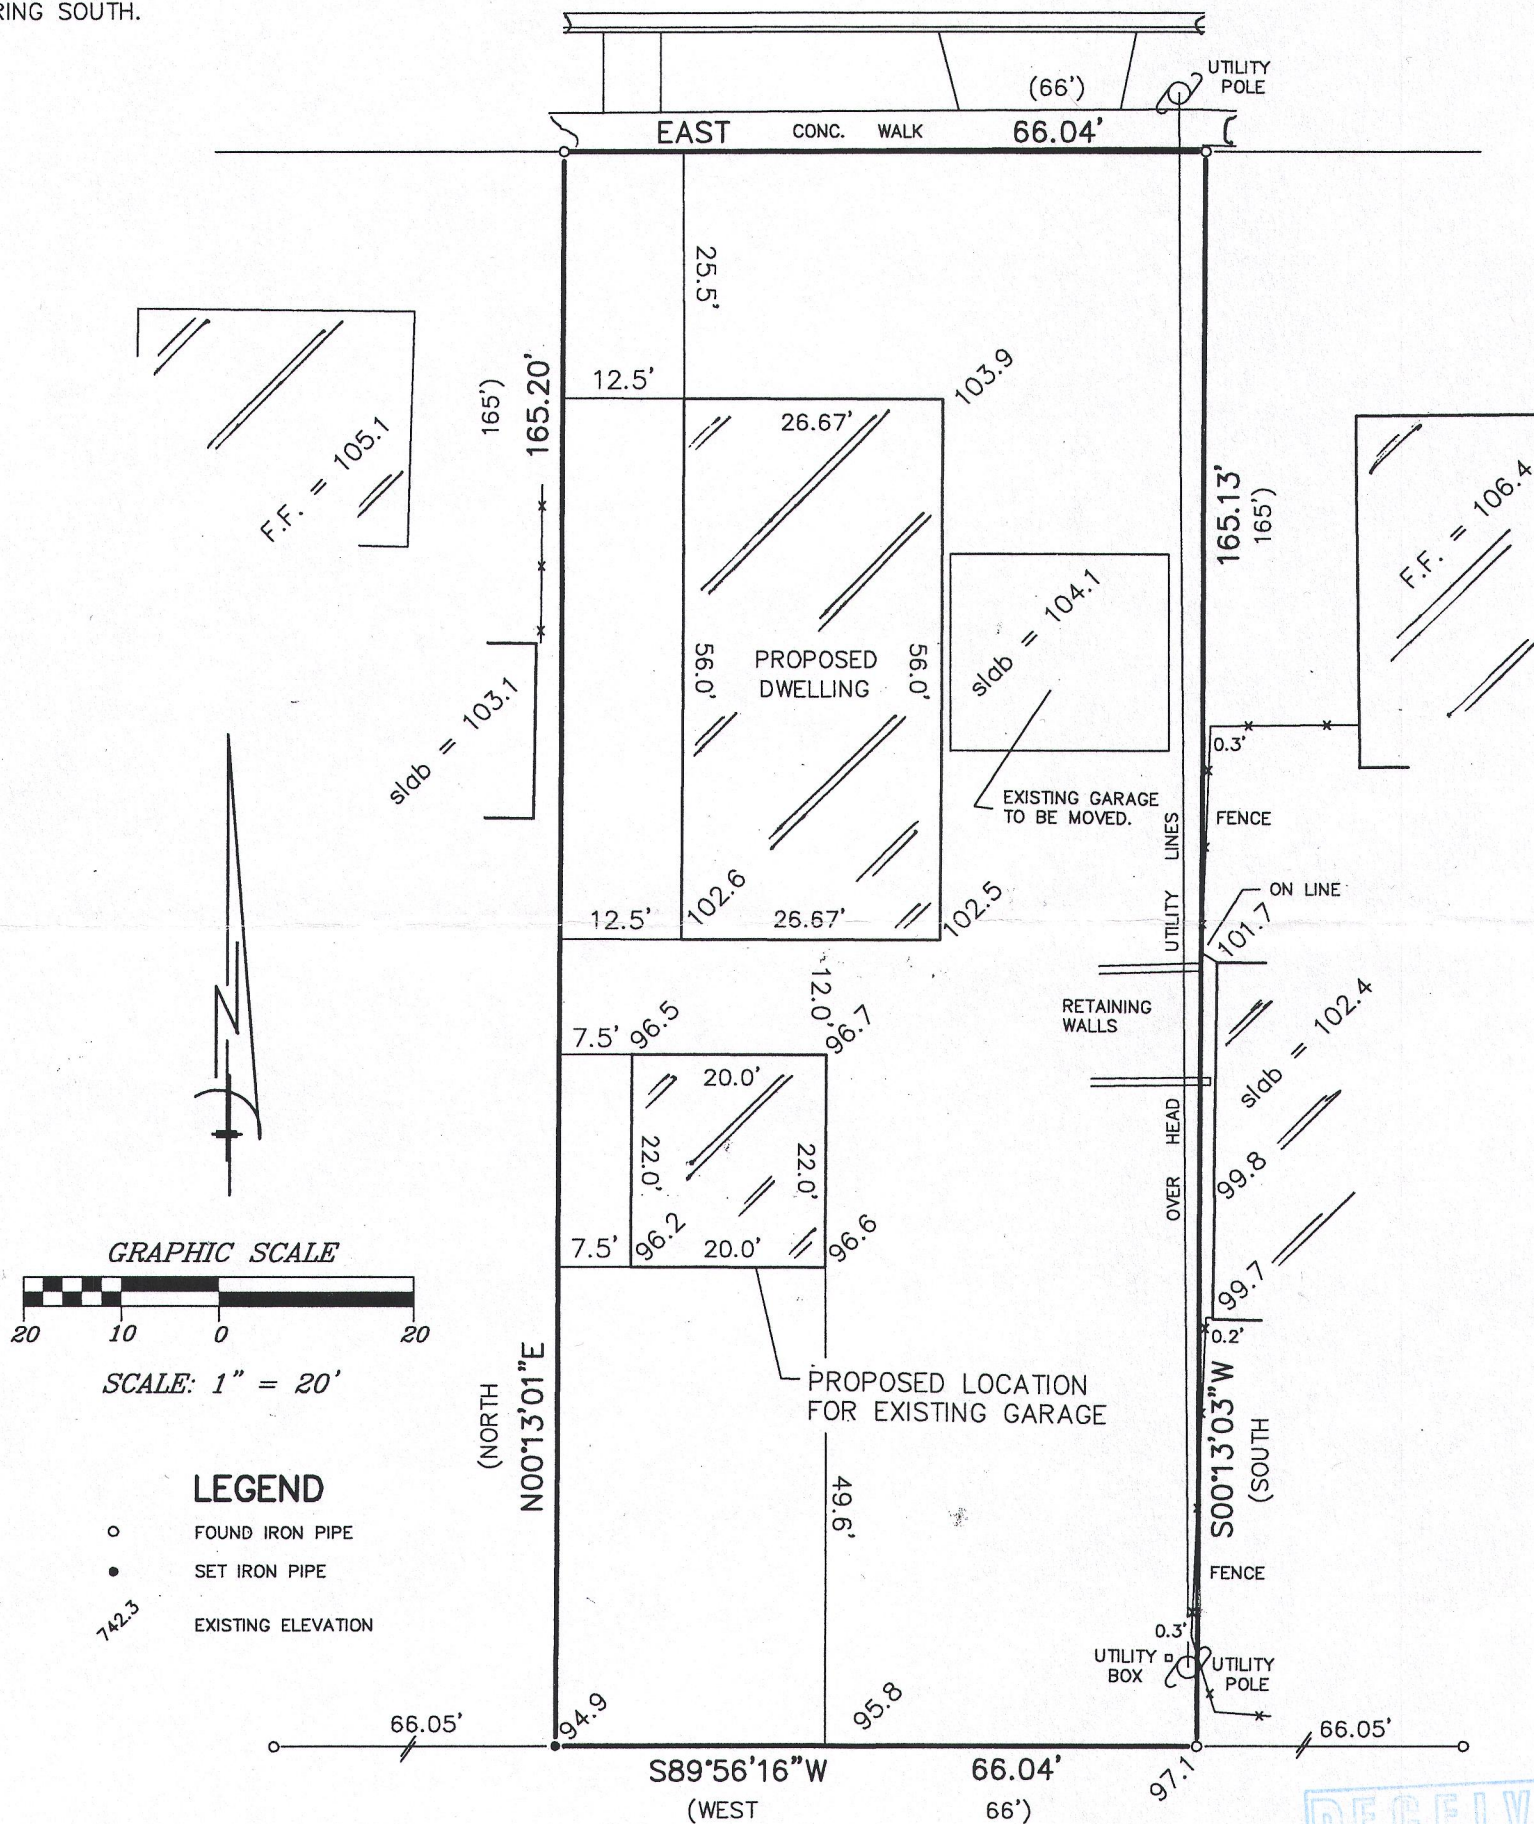 RING SOUTH.
UTILITY
POLE
(66')
EAST CONC. WALK 66.04'
25.5'
165')
165.20'
12.5'
103.9
26.67'
F.F. = 105.1
165.13'
165')
F.F. = 106.4
56.0'
PROPOSED
DWELLING
56.0'
slab = 104.1
slab = 103.1
0.3'
EXISTING GARAGE
TO BE MOVED.
FENCE
UTILITY LINES
ON LINE
101.7
12.5'
102.6
26.67'
102.5
12.0'
RETAINING
WALLS
slab = 102.4
7.5'
96.5
96.7
20.0'
22.0'
22.0'
OVER HEAD
99.8
7.5'
96.2
20.0'
96.6
99.7
0.2'
GRAPHIC SCALE
20 10 0 20
SCALE: 1" = 20'
PROPOSED LOCATION
FOR EXISTING GARAGE
(NORTH
N00°13'01"E
S00°13'03"W
(SOUTH
49.6'
LEGEND
FOUND IRON PIPE
SET IRON PIPE
742.3
EXISTING ELEVATION
FENCE
0.3'
UTILITY
BOX
UTILITY
POLE
66.05'
94.9
95.8
66.05'
S89°56'16"W 66.04'
97.1
(WEST 66')